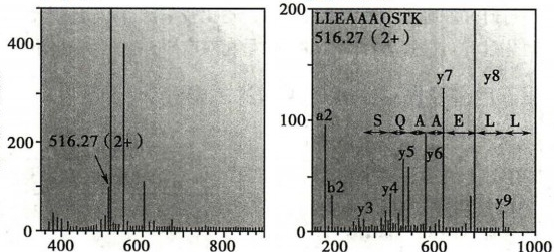 400
200
0
516.27 (2+)
400
600
800
200
100
0
LLEAAAQSTK
516.27 (2+)
y7
y8
a2
S Q A A E L L
y5
y6
b2
y4
y3
y9
200
600
1000